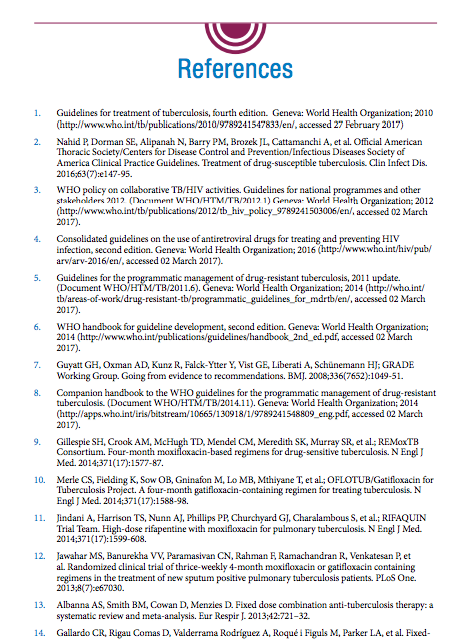 References
1. Guidelines for treatment of tuberculosis, fourth edition. Geneva: World Health Organization; 2010
(http://www.who.int/tb/publications/2010/9789241547833/en/, accessed 27 February 2017)
2. Nahid P, Dorman SE, Alipanah N, Barry PM, Brozek JL, Cattamanchi A, et al. Official American
Thoracic Society/Centers for Disease Control and Prevention/Infectious Diseases Society of
America Clinical Practice Guidelines. Treatment of drug-susceptible tuberculosis. Clin Infect Dis.
2016;63(7):e147-95.
3. WHO policy on collaborative TB/HIV activities. Guidelines for national programmes and other
stakeholders 2012. (Document WHO/HTM/TB/2012.1) Geneva: World Health Organization; 2012
(http://www.who.int/tb/publications/2012/tb_hiv_policy_9789241503006/en/, accessed 02 March
2017).
4. Consolidated guidelines on the use of antiretroviral drugs for treating and preventing HIV
infection, second edition. Geneva: World Health Organization; 2016 (http://www.who.int/hiv/pub/
arv/arv-2016/en/, accessed 02 March 2017).
5. Guidelines for the programmatic management of drug-resistant tuberculosis, 2011 update.
(Document WHO/HTM/TB/2011.6). Geneva: World Health Organization; 2014 (http://who.int/
tb/areas-of-work/drug-resistant-tb/programmatic_guidelines_for_mdrtb/en/, accessed 02 March
2017).
6. WHO handbook for guideline development, second edition. Geneva: World Health Organization;
2014 (http://www.who.int/publications/guidelines/handbook_2nd_ed.pdf, accessed 02 March
2017).
7. Guyatt GH, Oxman AD, Kunz R, Falck-Ytter Y, Vist GE, Liberati A, Schünemann HJ; GRADE
Working Group. Going from evidence to recommendations. BMJ. 2008;336(7652):1049-51.
8. Companion handbook to the WHO guidelines for the programmatic management of drug-resistant
tuberculosis. (Document WHO/HTM/TB/2014.11). Geneva: World Health Organization; 2014
(http://apps.who.int/iris/bitstream/10665/130918/1/9789241548809_eng.pdf, accessed 02 March
2017).
9. Gillespie SH, Crook AM, McHugh TD, Mendel CM, Meredith SK, Murray SR, et al.; REMoxTB
Consortium. Four-month moxifloxacin-based regimens for drug-sensitive tuberculosis. N Engl J
Med. 2014;371(17):1577-87.
10. Merle CS, Fielding K, Sow OB, Gninafon M, Lo MB, Mthiyane T, et al.; OFLOTUB/Gatifloxacin for
Tuberculosis Project. A four-month gatifloxacin-containing regimen for treating tuberculosis. N
Engl J Med. 2014;371(17):1588-98.
11. Jindani A, Harrison TS, Nunn AJ, Phillips PP, Churchyard GJ, Charalambous S, et al.; RIFAQUIN
Trial Team. High-dose rifapentine with moxifloxacin for pulmonary tuberculosis. N Engl J Med.
2014;371(17):1599-608.
12. Jawahar MS, Banurekha VV, Paramasivan CN, Rahman F, Ramachandran R, Venkatesan P, et
al. Randomized clinical trial of thrice-weekly 4-month moxifloxacin or gatifloxacin containing
regimens in the treatment of new sputum positive pulmonary tuberculosis patients. PLoS One.
2013;8(7):e67030.
13. Albanna AS, Smith BM, Cowan D, Menzies D. Fixed dose combination anti-tuberculosis therapy: a
systematic review and meta-analysis. Eur Respir J. 2013;42:721–32.
14. Gallardo CR, Rigau Comas D, Valderrama Rodríguez A, Roqué i Figuls M, Parker LA, et al. Fixed-